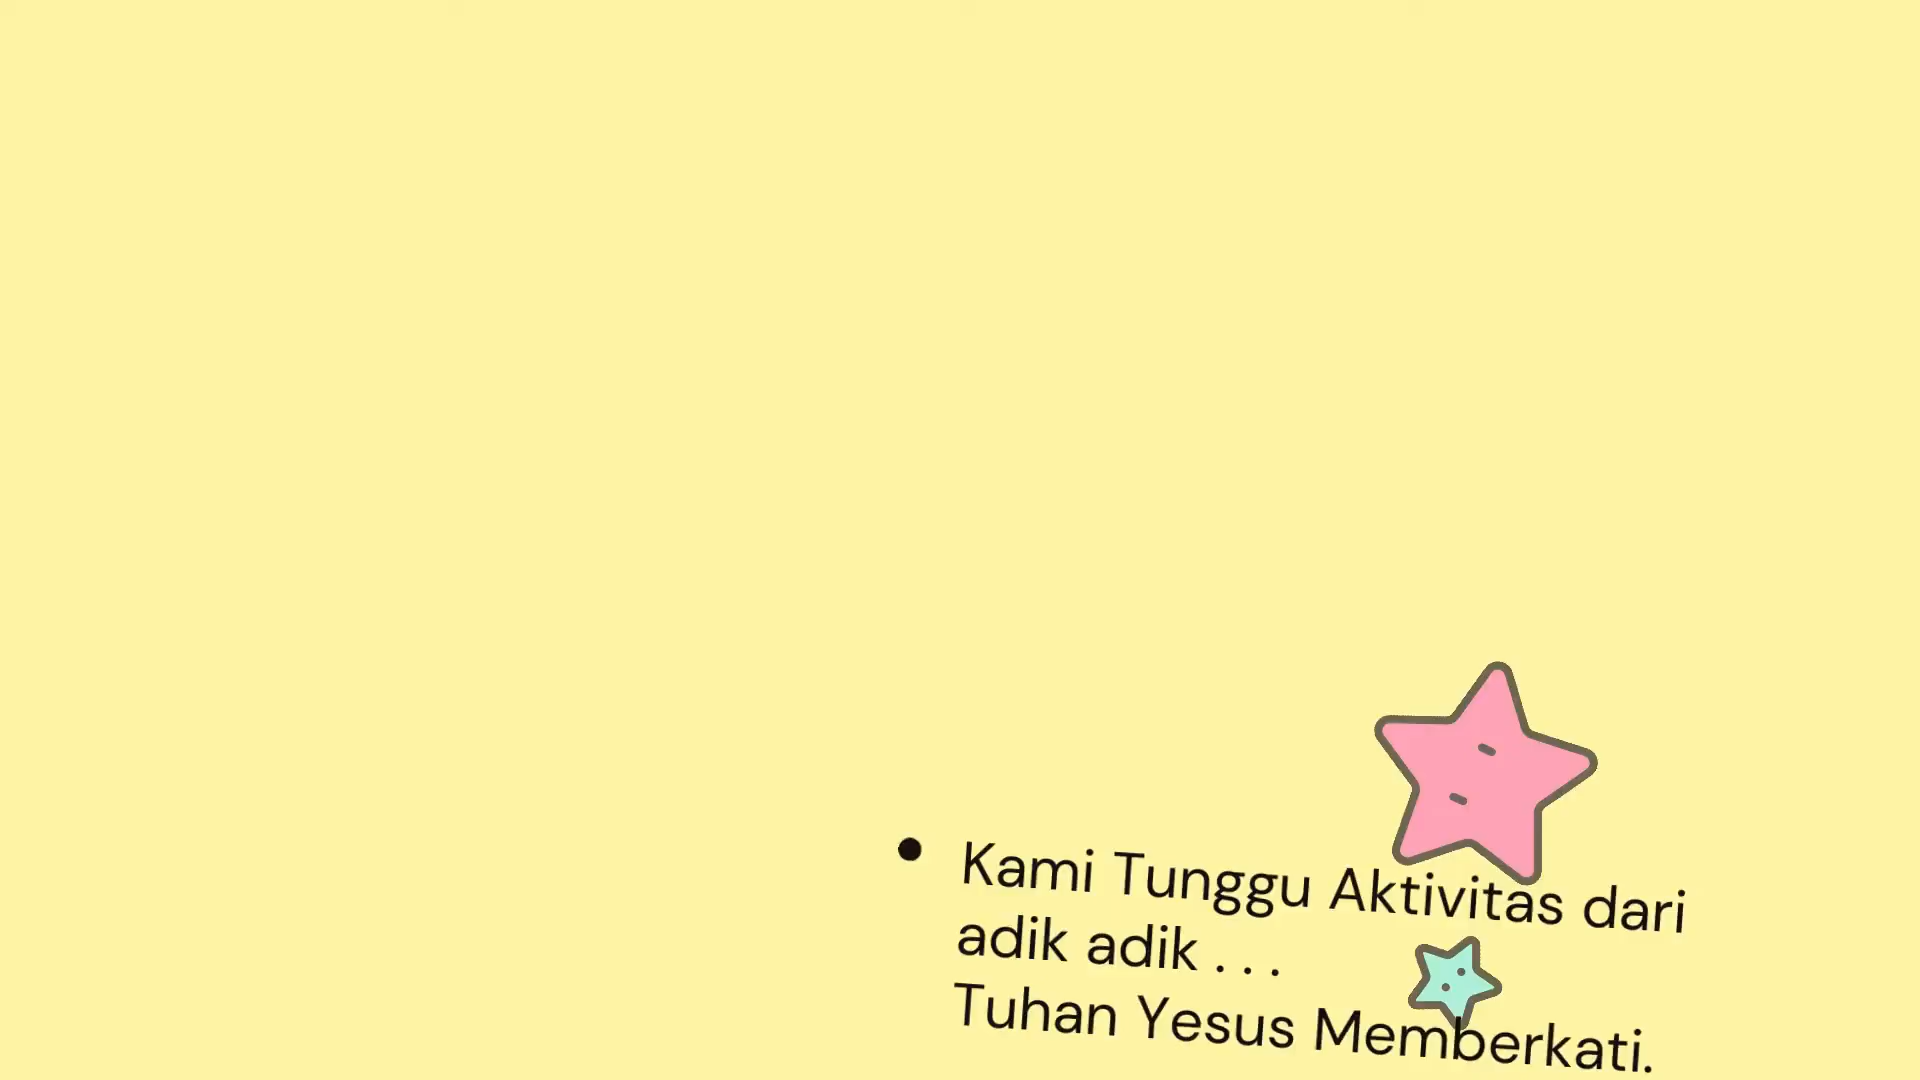 • Kami Tunggu Aktivitas dari
adik adik . . .
Tuhan Yesus Memberkati.